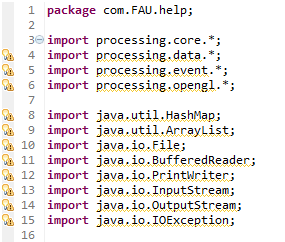 1 package com.FAU.help;
2
3 import processing.core.*;
4 import processing.data.*;
5 import processing.event.*;
6 import processing.opengl.*;
7
8 import java.util.HashMap;
9 import java.util.ArrayList;
10 import java.io.File;
11 import java.io.BufferedReader;
12 import java.io.PrintWriter;
13 import java.io.InputStream;
14 import java.io.OutputStream;
15 import java.io.IOException;
16